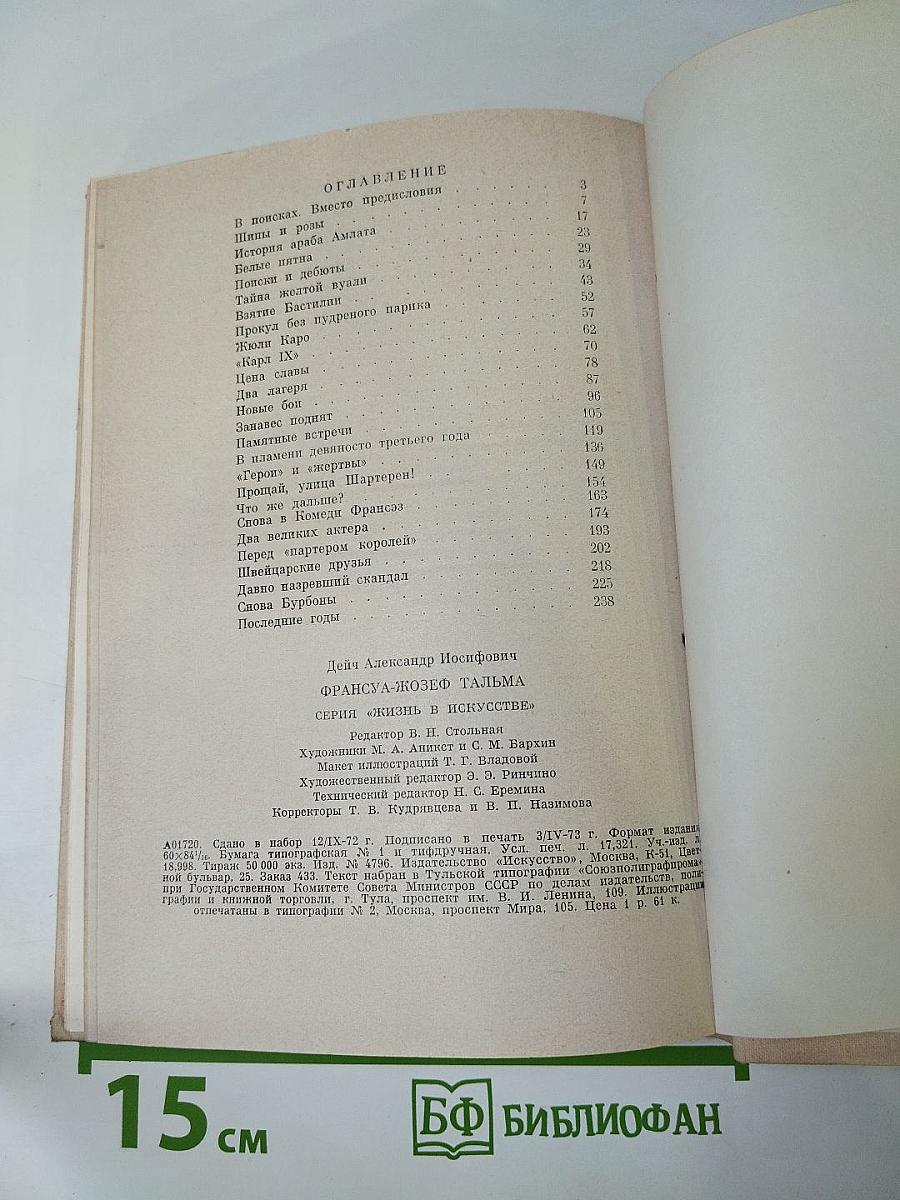 ОГЛАВЛЕНИЕ
В поисках. Вместо предисловия . . . . . . 3
Шипы и розы . . . . . . 7
История араба Амлата . . . . . . 17
Белые пятна . . . . . . 23
Поиски и дебюты . . . . . . 29
Тайна желтой вуали . . . . . . 34
Взятие Бастилии . . . . . . 43
Прокул без пудреного парика . . . . . . 52
Жюли Каро . . . . . . 57
«Карл IX» . . . . . . 62
Цена славы . . . . . . 70
Два лагеря . . . . . . 78
Новые бои . . . . . . 87
Занавес поднят . . . . . . 96
Памятные встречи . . . . . . 105
В пламени девяносто третьего года . . . . . . 119
«Герои» и «жертвы» . . . . . . 136
Прощай, улица Шартерен! . . . . . . 149
Что же дальше? . . . . . . 154
Снова в Комеди Франсэз . . . . . . 163
Два великих актера . . . . . . 174
Перед «партером королей» . . . . . . 193
Швейцарские друзья . . . . . . 202
Давно назревший скандал . . . . . . 218
Снова Бурбоны . . . . . . 225
Последние годы . . . . . . 238
Дейч Александр Иосифович
ФРАНСУА-ЖОЗЕФ ТАЛЬМА
СЕРИЯ «ЖИЗНЬ В ИСКУССТВЕ»
Редактор В. Н. Стольная
Художники М. А. Аникст и С. М. Бархин
Макет иллюстраций Т. Г. Владовой
Художественный редактор Э. Э. Ринчино
Технический редактор Н. С. Еремина
Корректоры Т. В. Кудрявцева и В. П. Назимова
А01720. Сдано в набор 12/IX-72 г. Подписано в печать 3/IV-73 г. Формат издания
60×84¹/₁₆. Бумага типографская № 1 и тифдручная. Усл. печ. л. 17,321. Уч.-изд. л.
18,998. Тираж 50 000 экз. Изд. № 4796. Издательство «Искусство», Москва, К-51, Цвет-
ной бульвар, 25. Заказ 433. Текст набран в Тульской типографии «Союзполиграфпрома»
при Государственном Комитете Совета Министров СССР по делам издательств, поли-
графии и книжной торговли, г. Тула, проспект им. В. И. Ленина, 109. Иллюстрации
отпечатаны в типографии № 2, Москва, проспект Мира, 105. Цена 1 р. 61 к.
15 см
БФ БИБЛИОФАН